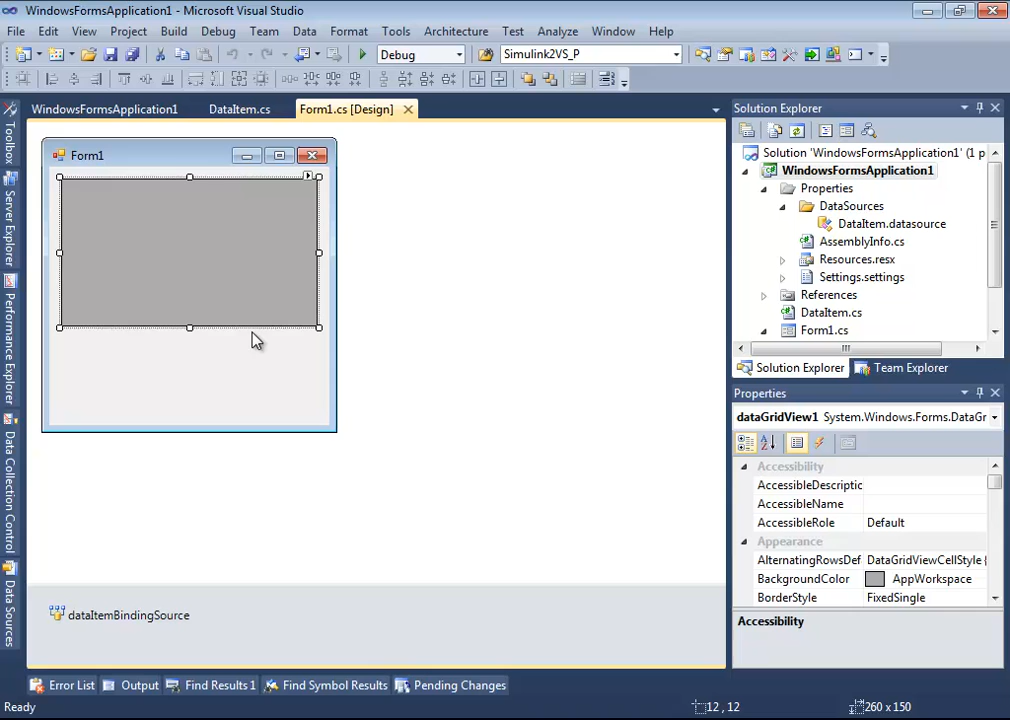 WindowsFormsApplication1 - Microsoft Visual Studio
File Edit View Project Build Debug Team Data Format Tools Architecture Test Analyze Window Help
Debug Simulink2VS_P
WindowsFormsApplication1 DataItem.cs Form1.cs [Design]
Toolbox
Server Explorer
Performance Explorer
Data Collection Control
Data Sources
Form1
dataItemBindingSource
Solution Explorer
Solution 'WindowsFormsApplication1' (1 p
WindowsFormsApplication1
Properties
DataSources
DataItem.datasource
AssemblyInfo.cs
Resources.resx
Settings.settings
References
DataItem.cs
Form1.cs
Solution Explorer Team Explorer
Properties
dataGridView1 System.Windows.Forms.DataGr
Accessibility
AccessibleDescriptic
AccessibleName
AccessibleRole Default
Appearance
AlternatingRowsDef DataGridViewCellStyle {
BackgroundColor AppWorkspace
BorderStyle FixedSingle
Accessibility
Error List Output Find Results 1 Find Symbol Results Pending Changes
Ready 12 , 12 260 x 150